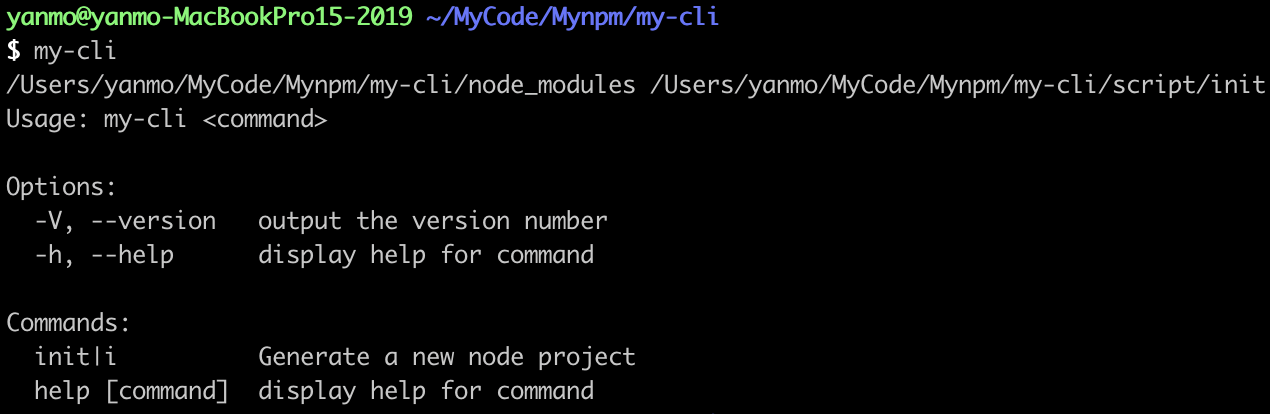 yanmo@yanmo-MacBookPro15-2019 ~/MyCode/Mynpm/my-cli
$ my-cli
/Users/yanmo/MyCode/Mynpm/my-cli/node_modules /Users/yanmo/MyCode/Mynpm/my-cli/script/init
Usage: my-cli <command>
Options:
-V, --version output the version number
-h, --help display help for command
Commands:
init|i Generate a new node project
help [command] display help for command